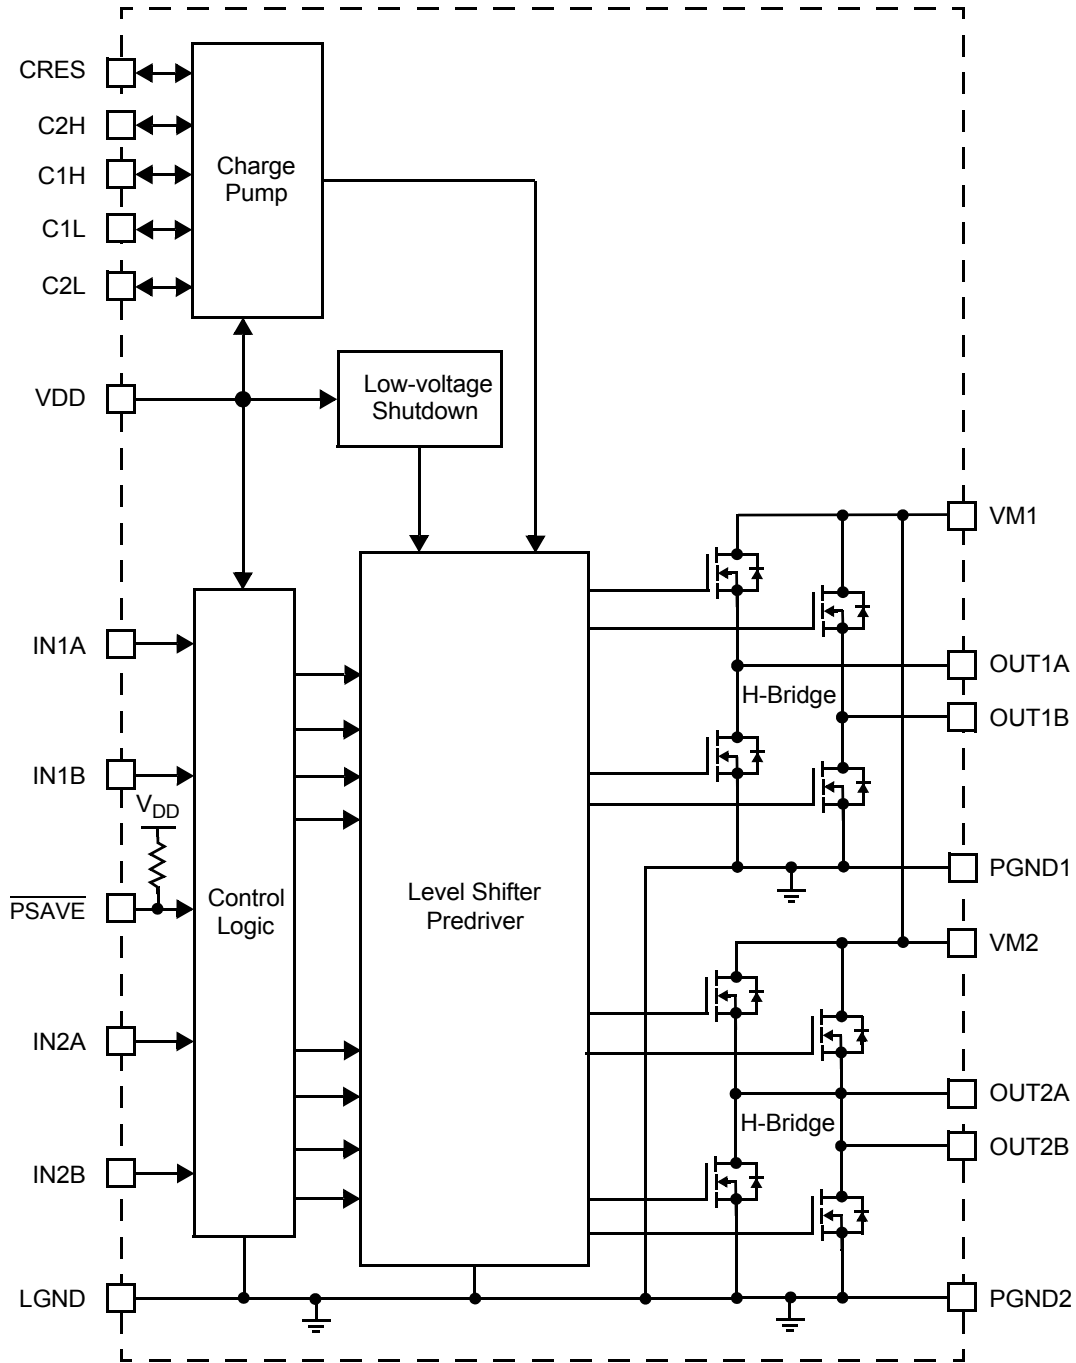 CRES
C2H
C1H
C1L
C2L
Charge
Pump
VDD
Low-voltage
Shutdown
VM1
IN1A
OUT1A
H-Bridge
OUT1B
IN1B
VDD
PGND1
PSAVE
Control
Logic
Level Shifter
Predriver
VM2
IN2A
OUT2A
H-Bridge
OUT2B
IN2B
LGND
PGND2